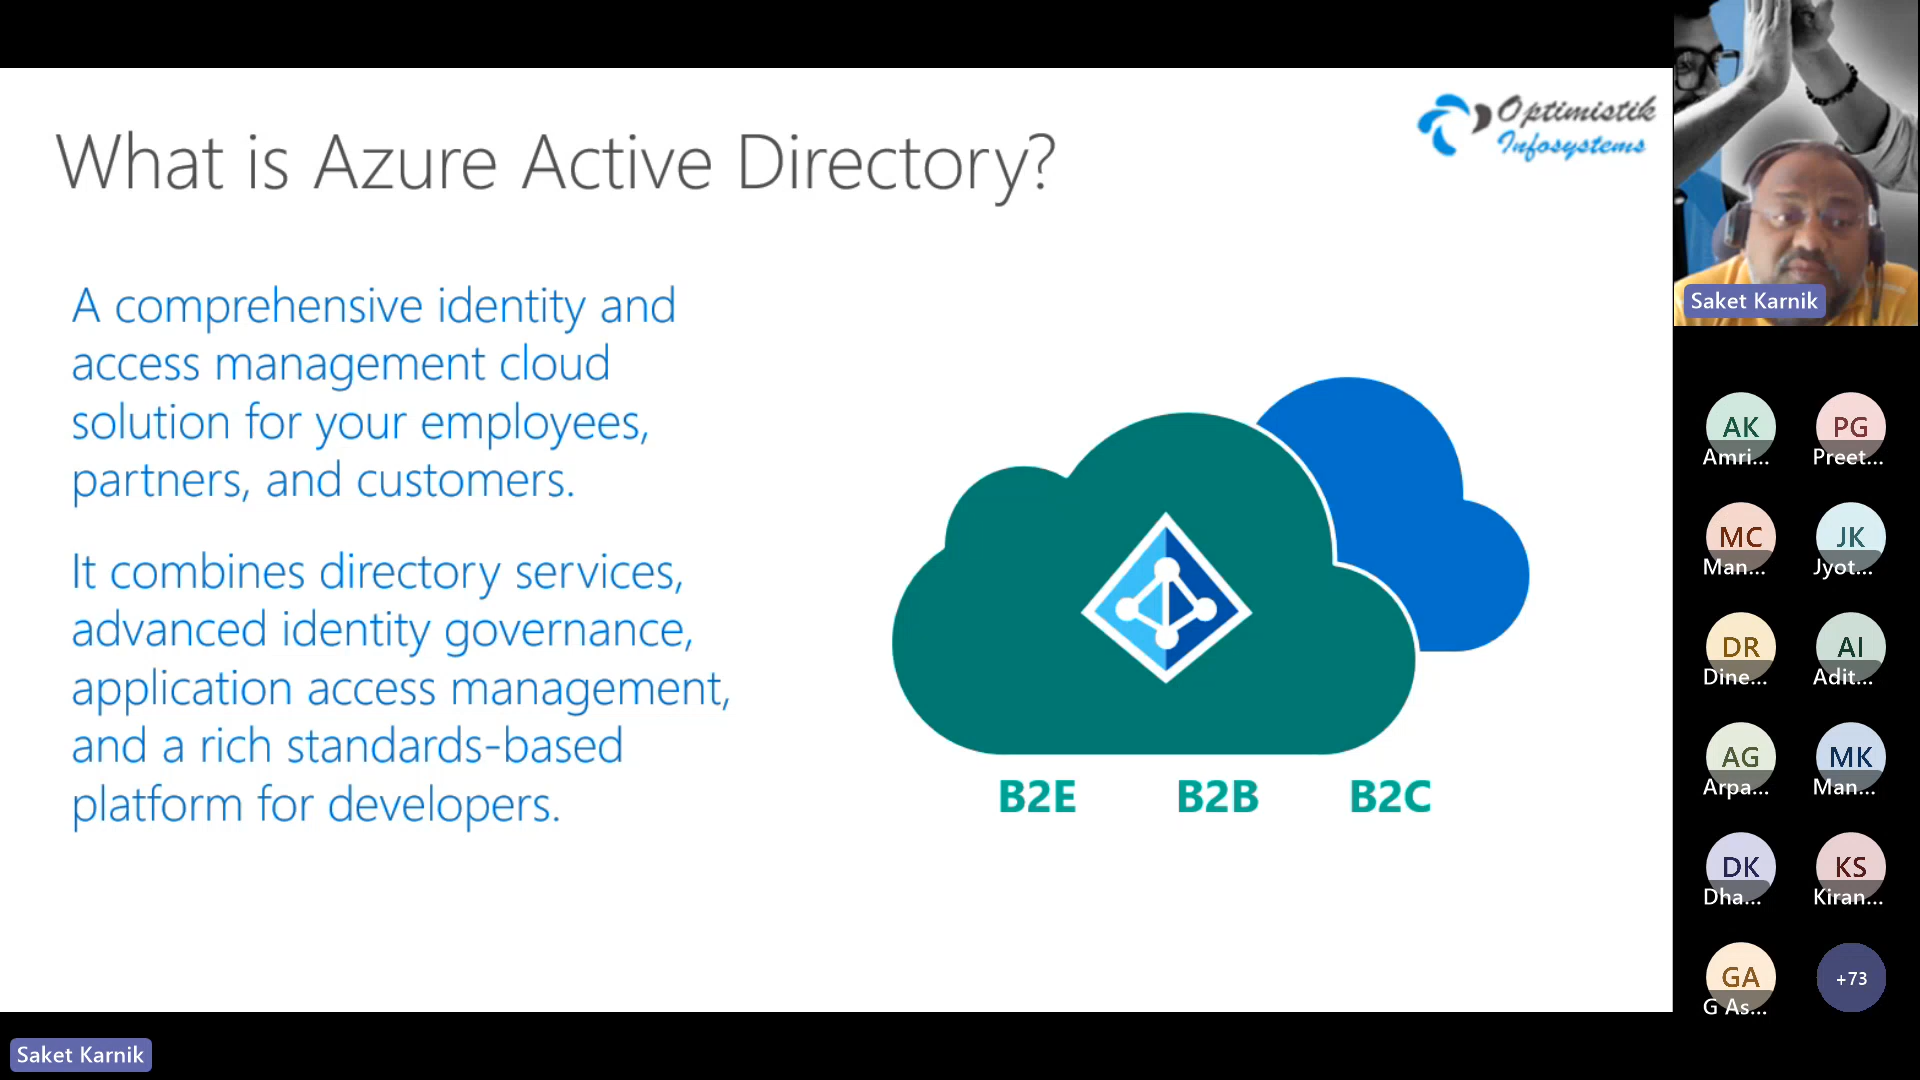 What is Azure Active Directory?
Optimistik
Infosystems
A comprehensive identity and
access management cloud
solution for your employees,
partners, and customers.
It combines directory services,
advanced identity governance,
application access management,
and a rich standards-based
platform for developers.
B2E B2B B2C
Saket Karnik
AK PG
Amri... Preet...
MC JK
Man... Jyot...
DR AI
Dine... Adit...
AG MK
Arpa... Man...
DK KS
Dha... Kiran...
GA +73
G As...
Saket Karnik